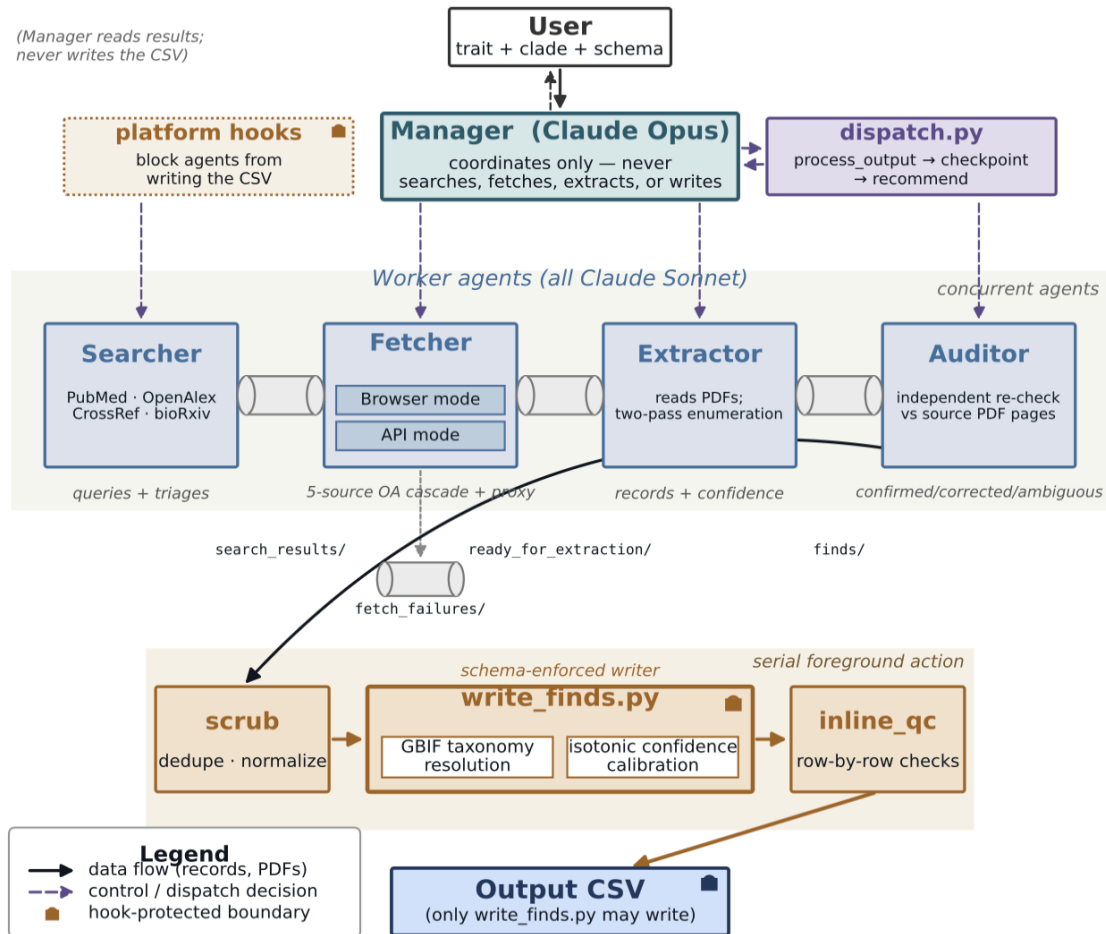 User
trait + clade + schema
(Manager reads results;
never writes the CSV)
platform hooks
block agents from
writing the CSV
Manager (Claude Opus)
coordinates only — never
searches, fetches, extracts, or writes
dispatch.py
process_output → checkpoint
→ recommend
Worker agents (all Claude Sonnet)
concurrent agents
Searcher
PubMed · OpenAlex
CrossRef · bioRxiv
Fetcher
Browser mode
API mode
Extractor
reads PDFs;
two-pass enumeration
Auditor
independent re-check
vs source PDF pages
queries + triages
5-source OA cascade + proxy
records + confidence
confirmed/corrected/ambiguous
search_results/
ready_for_extraction/
finds/
fetch_failures/
serial foreground action
schema-enforced writer
scrub
dedupe · normalize
write_finds.py
GBIF taxonomy
resolution
isotonic confidence
calibration
inline_qc
row-by-row checks
Legend
data flow (records, PDFs)
control / dispatch decision
hook-protected boundary
Output CSV
(only write_finds.py may write)